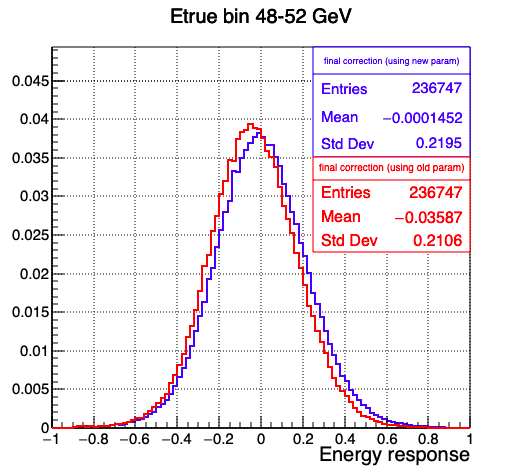 Etrue bin 48-52 GeV
final correction (using new param)
Entries 236747
Mean −0.0001452
Std Dev 0.2195
final correction (using old param)
Entries 236747
Mean −0.03587
Std Dev 0.2106
0.045
0.04
0.035
0.03
0.025
0.02
0.015
0.01
0.005
0
−1 −0.8 −0.6 −0.4 −0.2 0 0.2 0.4 0.6 0.8 1
Energy response